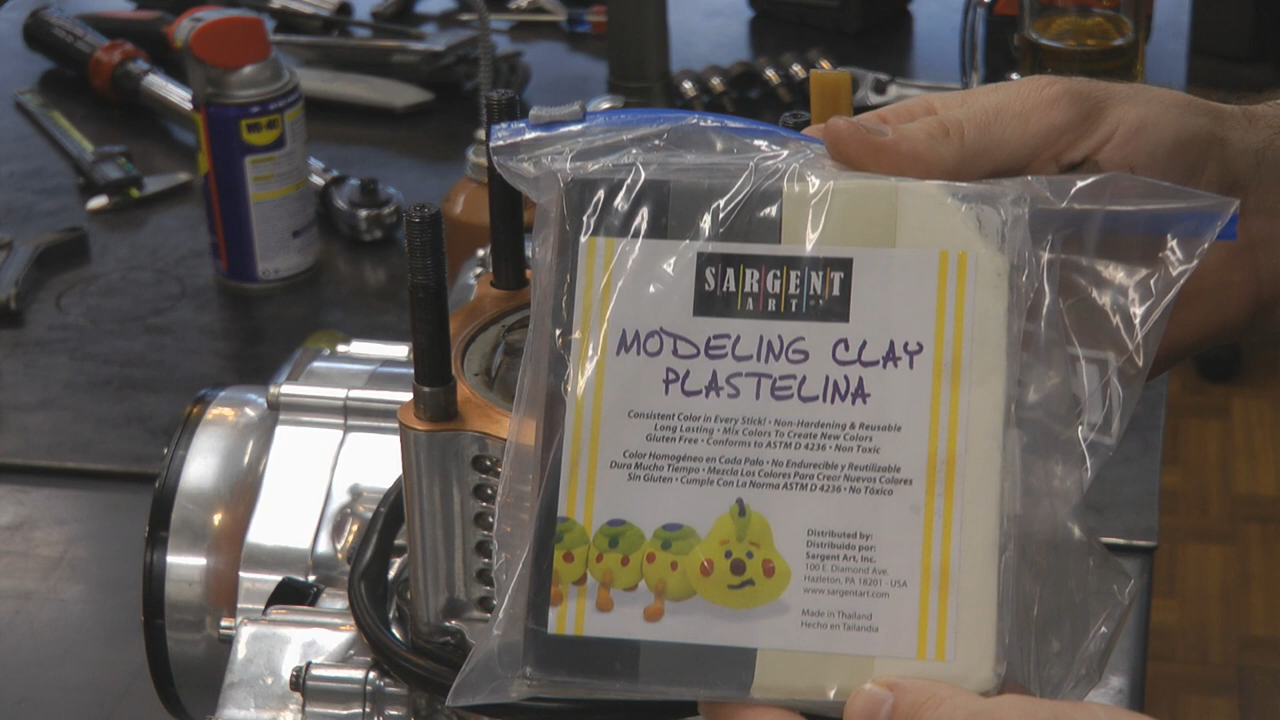 WD-40
SARGENT
ART
MODELING CLAY
PLASTELINA
Consistent Color in Every Stick! • Non-Hardening & Reusable
Long Lasting • Mix Colors To Create New Colors
Gluten Free • Conforms to ASTM D 4236 • Non Toxic
Color Homogéneo en Cada Palo • No Endurecible y Reutilizable
Dura Mucho Tiempo • Mezcla Los Colores Para Crear Nuevos Colores
Sin Gluten • Cumple Con La Norma ASTM D 4236 • No Tóxico
Distributed by:
Distribuido por:
Sargent Art, Inc.
100 E. Diamond Ave.
Hazleton, PA 18201 - USA
www.sargentart.com
Made in Thailand
Hecho en Tailandia